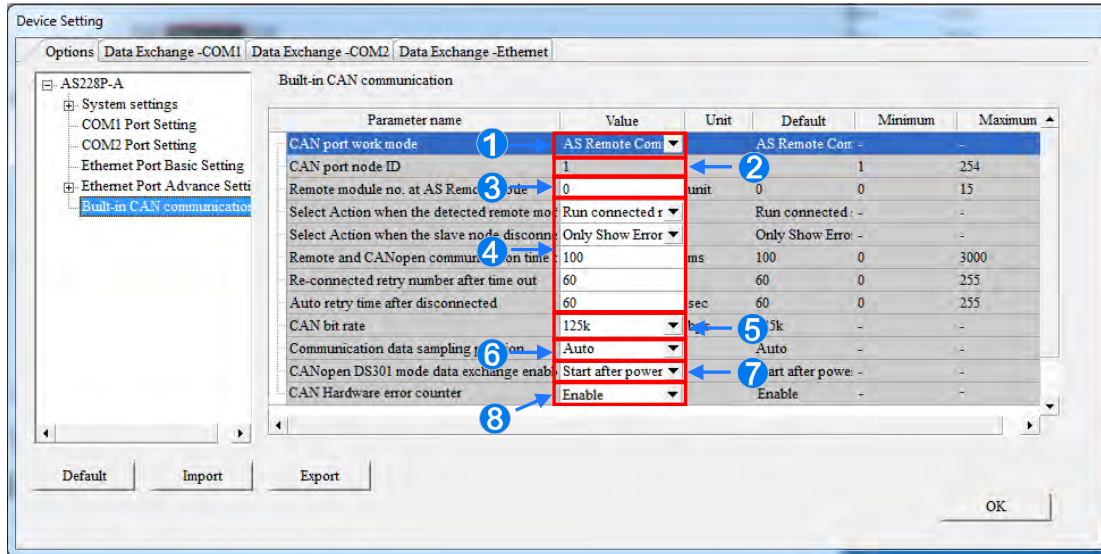 Device Setting
Options Data Exchange -COM1 Data Exchange -COM2 Data Exchange -Ethernet
AS228P-A
System settings
COM1 Port Setting
COM2 Port Setting
Ethernet Port Basic Setting
Ethernet Port Advance Setti
Built-in CAN communication
Built-in CAN communication
Parameter name Value Unit Default Minimum Maximum
CAN port work mode 1 AS Remote Com AS Remote Com - -
CAN port node ID 1 2 1 1 254
Remote module no. at AS Remote 3 0 unit 0 0 15
Select Action when the detected remote mod Run connected r Run connected - -
Select Action when the slave node disconne Only Show Error Only Show Erro - -
Remote and CANopen communication time 4 100 ms 100 0 3000
Re-connected retry number after time out 60 60 0 255
Auto retry time after disconnected 60 sec 60 0 255
CAN bit rate 125k 5 - -
Communication data sampling 6 Auto Auto - -
CANopen DS301 mode data exchange enab Start after power 7 after powe - -
CAN Hardware error counter 8 Enable Enable - -
Default Import Export
OK